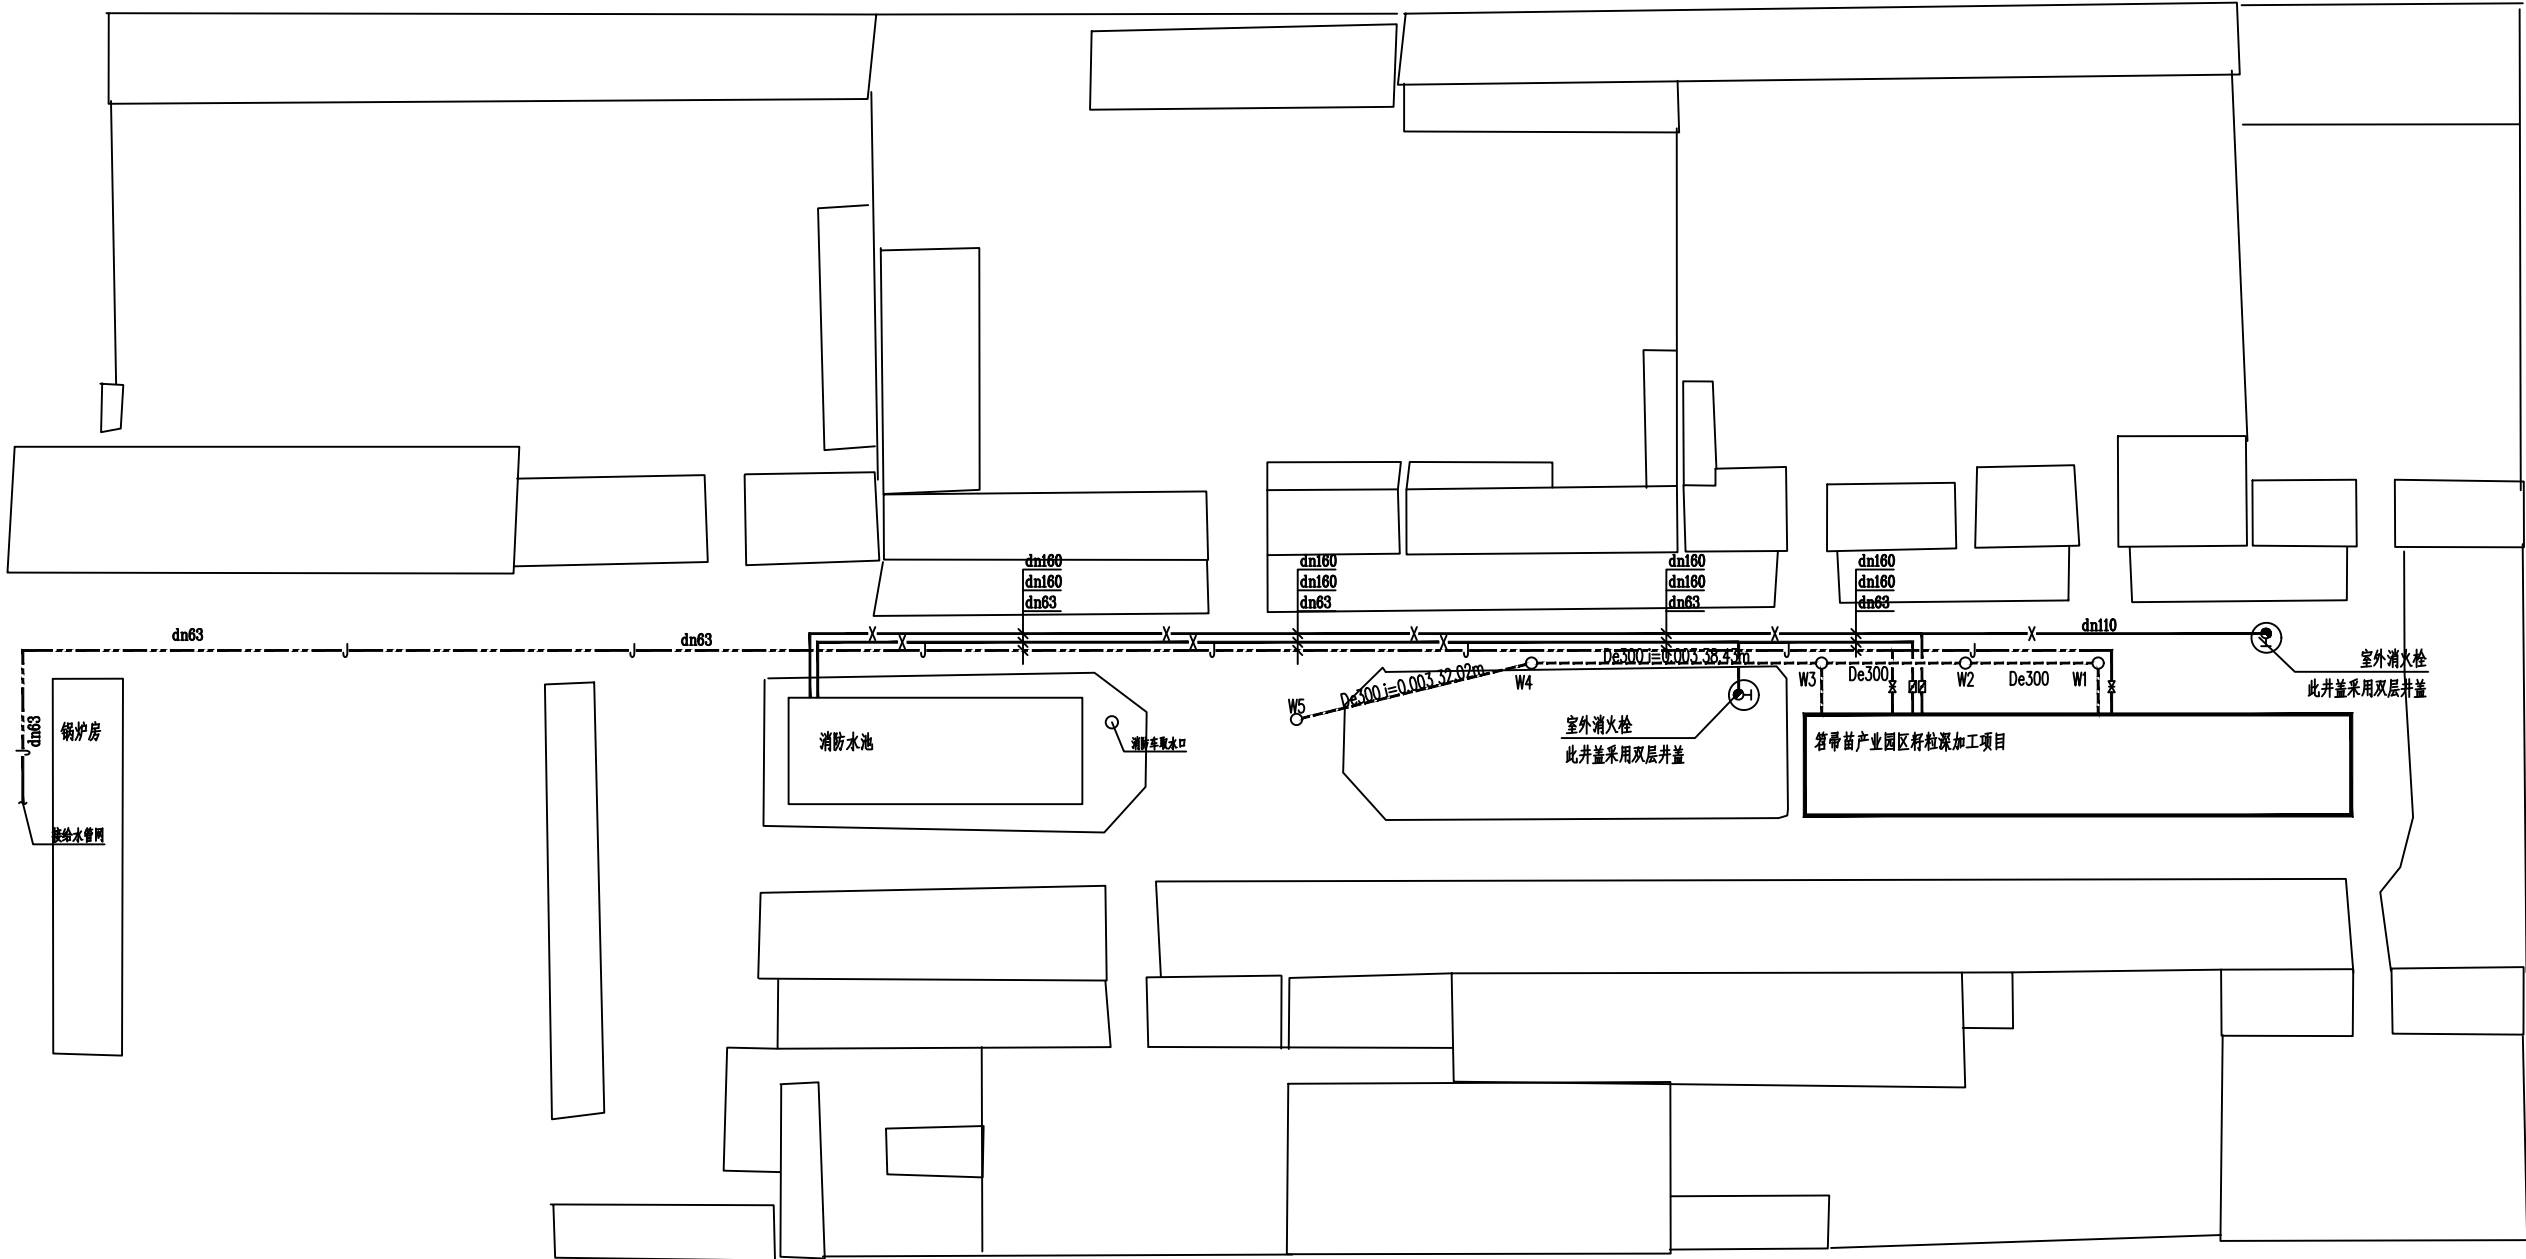 dn160
dn160
dn63
dn160
dn160
dn63
dn160
dn160
dn63
dn160
dn160
dn63
dn63
J
J
dn63
X
X
X
X
X
dn110
X
X
X
J
J
J
J
J
室外消火栓
此井盖采用双层井盖
De300 i=0.003 38.43m
De300 i=0.003 32.02m
W5
W4
W3
De300
W2
De300
W1
dn63
J
锅炉房
接给水管网
消防水池
消防车取水口
室外消火栓
此井盖采用双层井盖
笤帚苗产业园区籽粒深加工项目